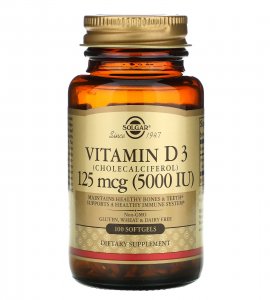 SOLGAR®
Since 1947
VITAMIN D 3
(CHOLECALCIFEROL)
125 mcg (5000 IU)
MAINTAINS HEALTHY BONES & TEETH*
SUPPORTS A HEALTHY IMMUNE SYSTEM*
Non-GMO
GLUTEN, WHEAT & DAIRY FREE
100 SOFTGELS
DIETARY SUPPLEMENT